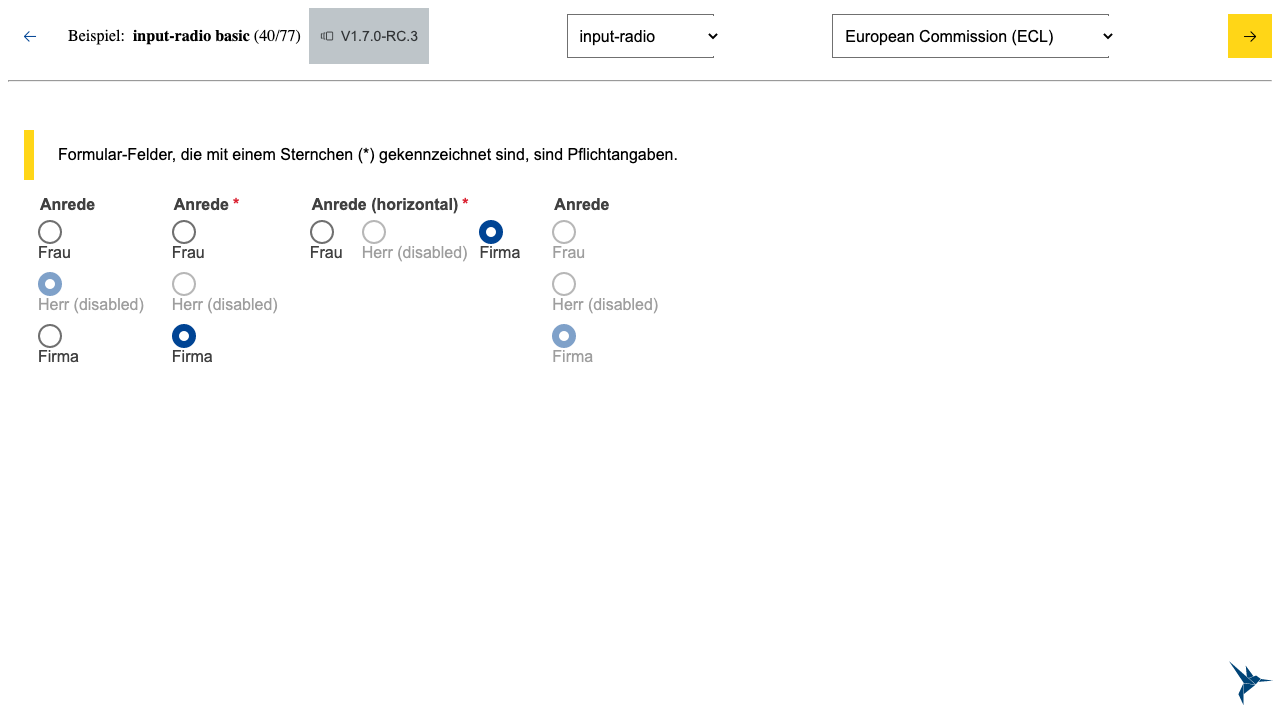 Beispiel: input-radio basic (40/77) V1.7.0-RC.3 input-radio European Commission (ECL)
Formular-Felder, die mit einem Sternchen (*) gekennzeichnet sind, sind Pflichtangaben.
Anrede
Frau
Herr (disabled)
Firma
Anrede *
Frau
Herr (disabled)
Firma
Anrede (horizontal) *
Frau Herr (disabled) Firma
Anrede
Frau
Herr (disabled)
Firma